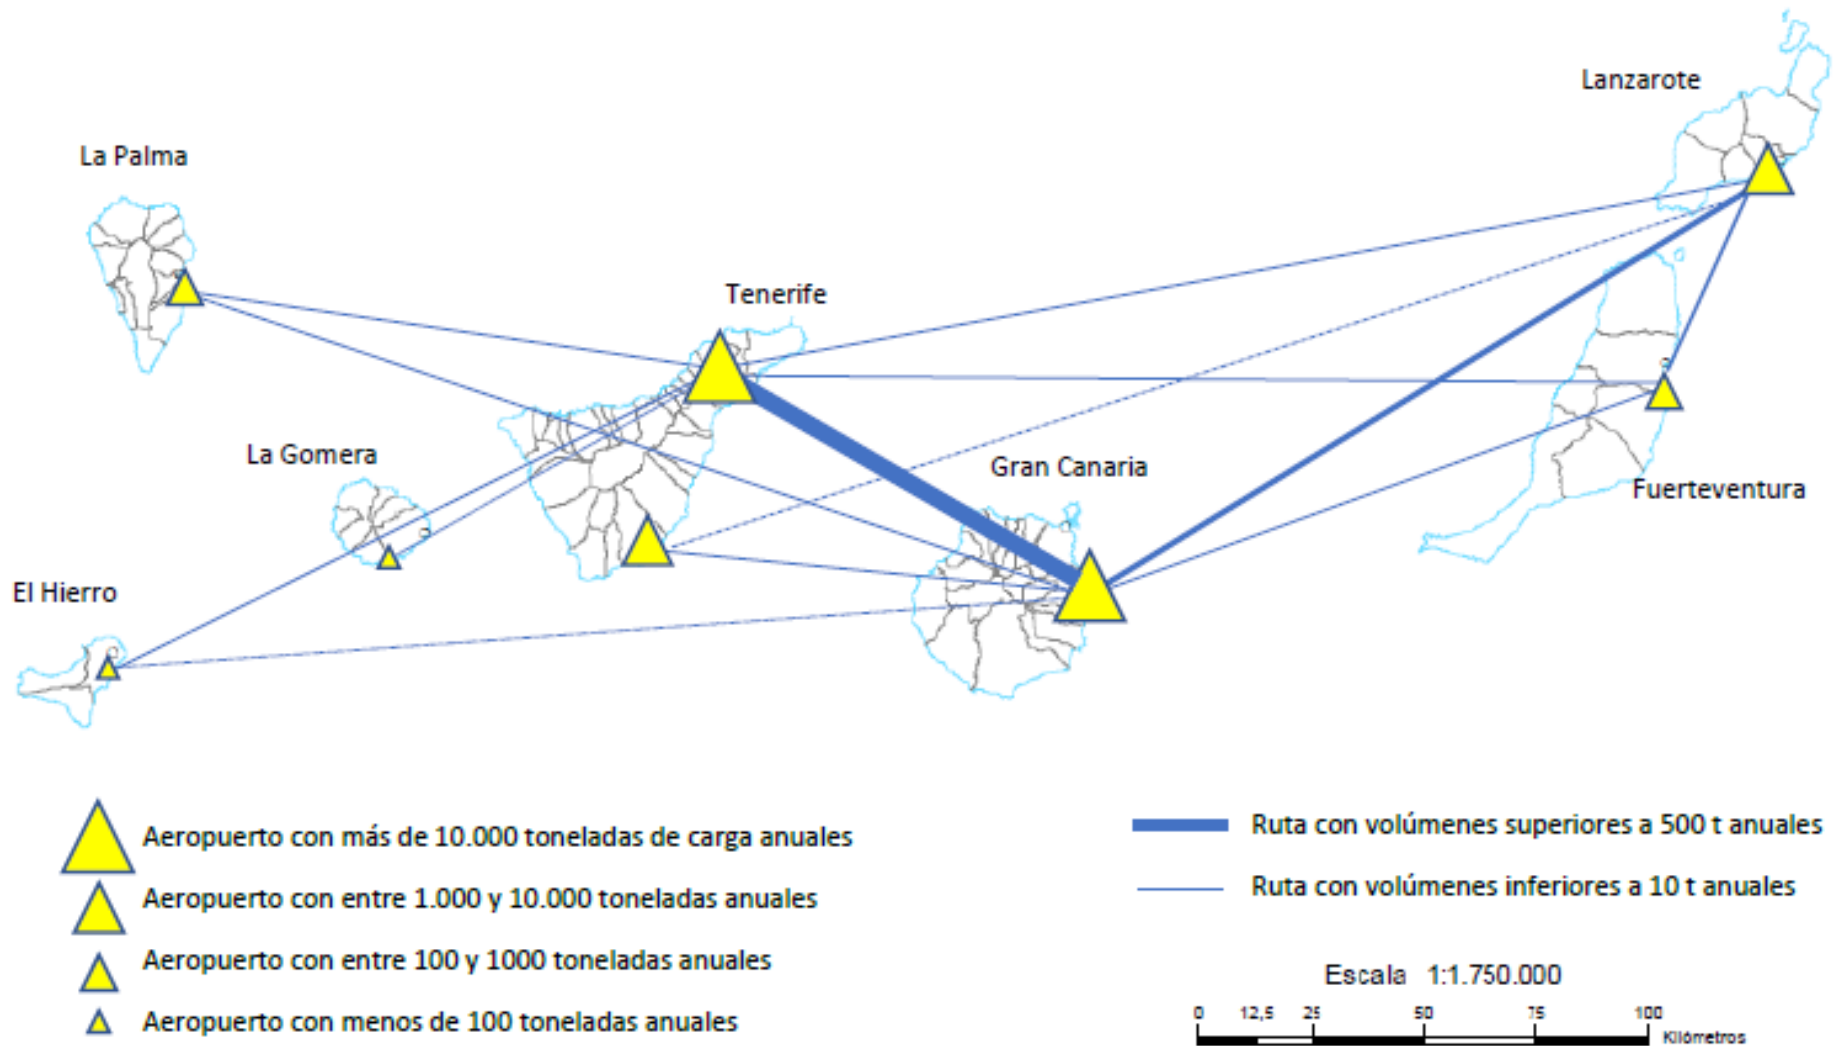 Lanzarote
La Palma
Tenerife
La Gomera
Gran Canaria
Fuerteventura
El Hierro
Aeropuerto con más de 10.000 toneladas de carga anuales
Aeropuerto con entre 1.000 y 10.000 toneladas anuales
Aeropuerto con entre 100 y 1000 toneladas anuales
Aeropuerto con menos de 100 toneladas anuales
Ruta con volúmenes superiores a 500 t anuales
Ruta con volúmenes inferiores a 10 t anuales
Escala 1:1.750.000
0 12,5 25 50 75 100
Kilómetros